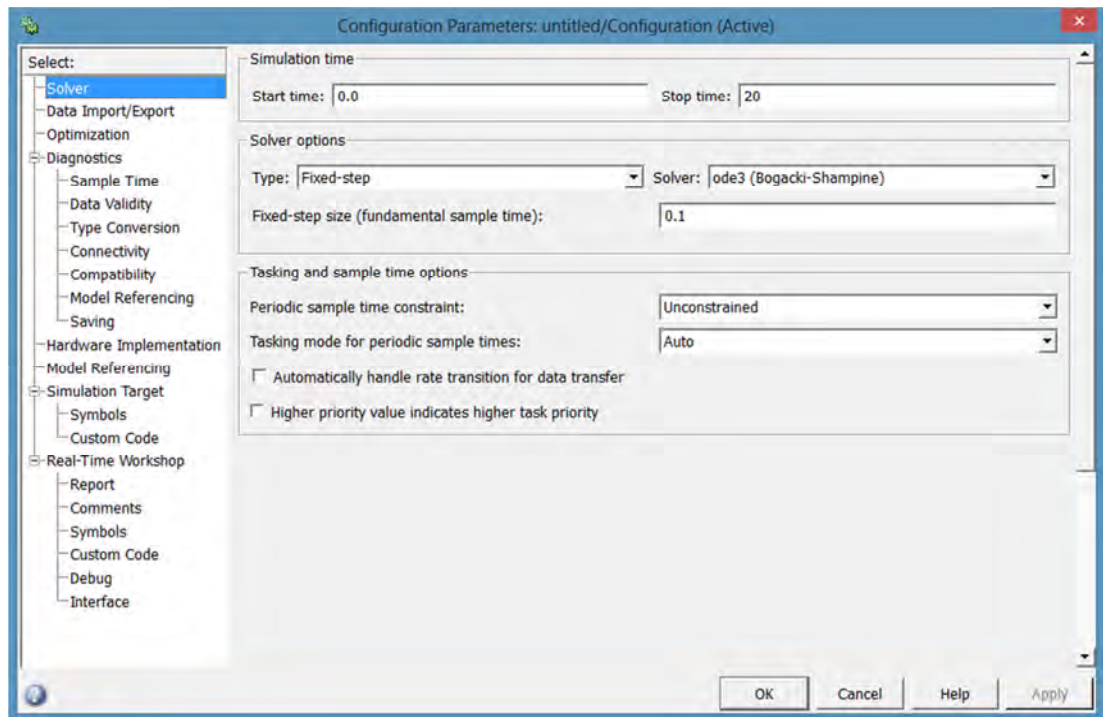 Configuration Parameters: untitled/Configuration (Active)
Select:
Solver
Data Import/Export
Optimization
Diagnostics
Sample Time
Data Validity
Type Conversion
Connectivity
Compatibility
Model Referencing
Saving
Hardware Implementation
Model Referencing
Simulation Target
Symbols
Custom Code
Real-Time Workshop
Report
Comments
Symbols
Custom Code
Debug
Interface
Simulation time
Start time: 0.0 Stop time: 20
Solver options
Type: Fixed-step Solver: ode3 (Bogacki-Shampine)
Fixed-step size (fundamental sample time): 0.1
Tasking and sample time options
Periodic sample time constraint: Unconstrained
Tasking mode for periodic sample times: Auto
Automatically handle rate transition for data transfer
Higher priority value indicates higher task priority
OK Cancel Help Apply